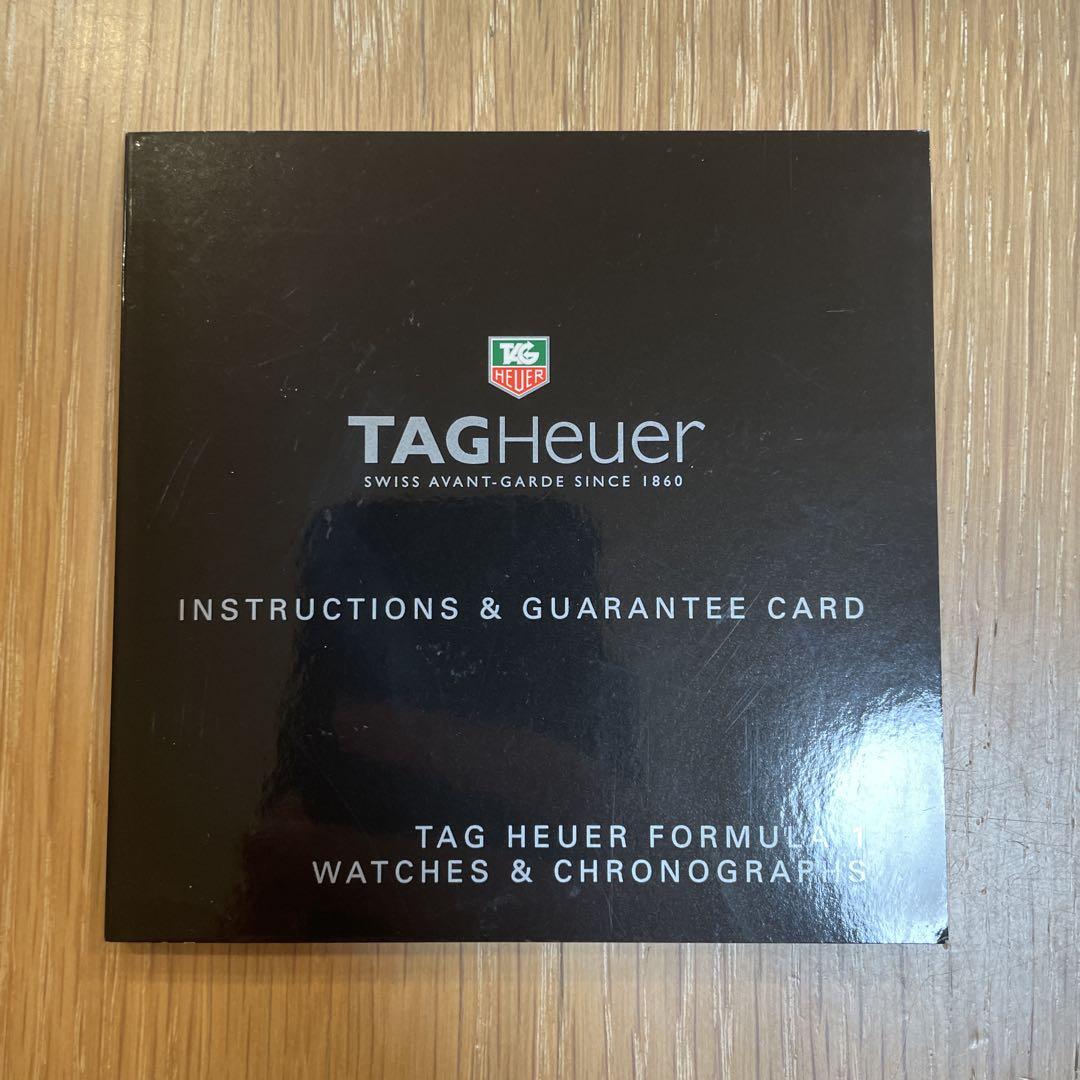 TAG
HEUER
TAGHeuer
SWISS AVANT-GARDE SINCE 1860
INSTRUCTIONS & GUARANTEE CARD
TAG HEUER FORMULA 1
WATCHES & CHRONOGRAPHS